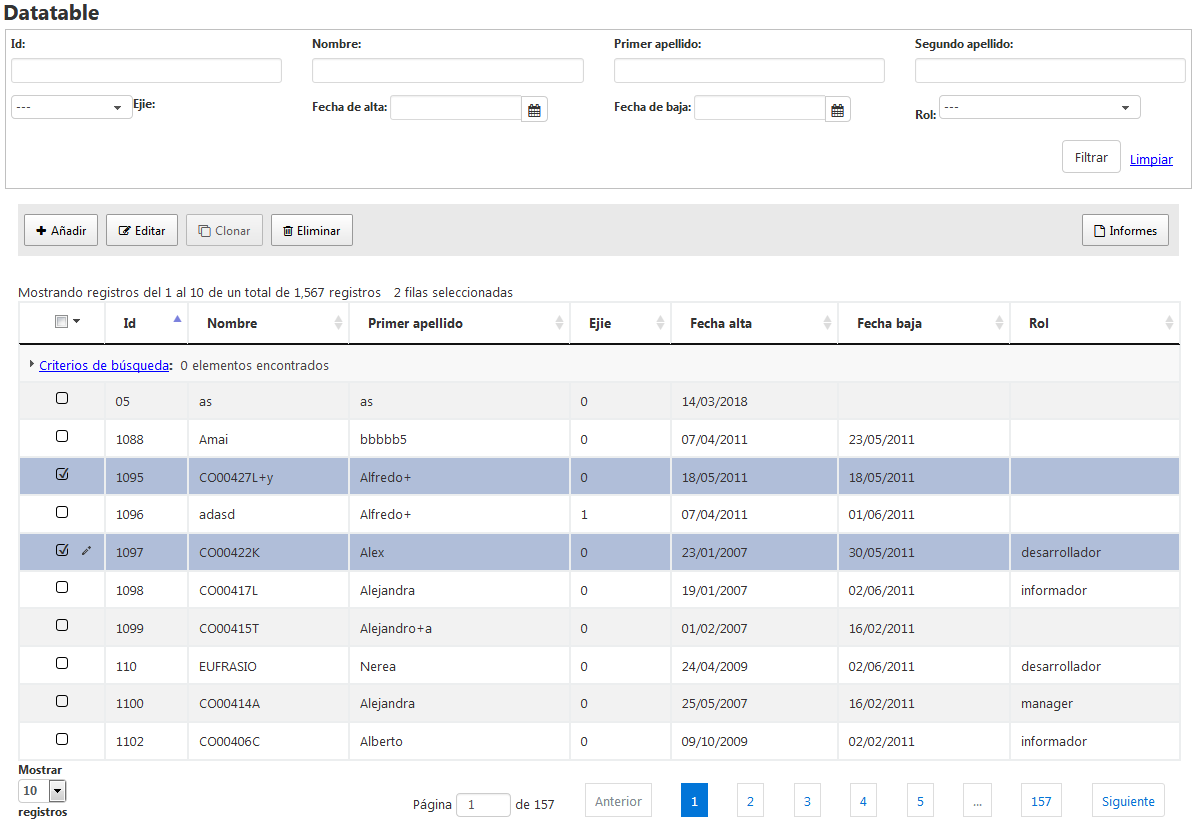 Datatable
Id: Nombre: Primer apellido: Segundo apellido:
--- Ejie: Fecha de alta: Fecha de baja: Rol: ---
Filtrar Limpiar
Añadir Editar Clonar Eliminar Informes
Mostrando registros del 1 al 10 de un total de 1,567 registros 2 filas seleccionadas
Id Nombre Primer apellido Ejie Fecha alta Fecha baja Rol
Criterios de búsqueda: 0 elementos encontrados
05 as as 0 14/03/2018
1088 Amai bbbbb5 0 07/04/2011 23/05/2011
1095 CO00427L+y Alfredo+ 0 18/05/2011 18/05/2011
1096 adasd Alfredo+ 1 07/04/2011 01/06/2011
1097 CO00422K Alex 0 23/01/2007 30/05/2011 desarrollador
1098 CO00417L Alejandra 0 19/01/2007 02/06/2011 informador
1099 CO00415T Alejandro+a 0 01/02/2007 16/02/2011
110 EUFRASIO Nerea 0 24/04/2009 02/06/2011 desarrollador
1100 CO00414A Alejandra 0 25/05/2007 16/02/2011 manager
1102 CO00406C Alberto 0 09/10/2009 02/02/2011 informador
Mostrar
10
registros
Página 1 de 157 Anterior 1 2 3 4 5 ... 157 Siguiente